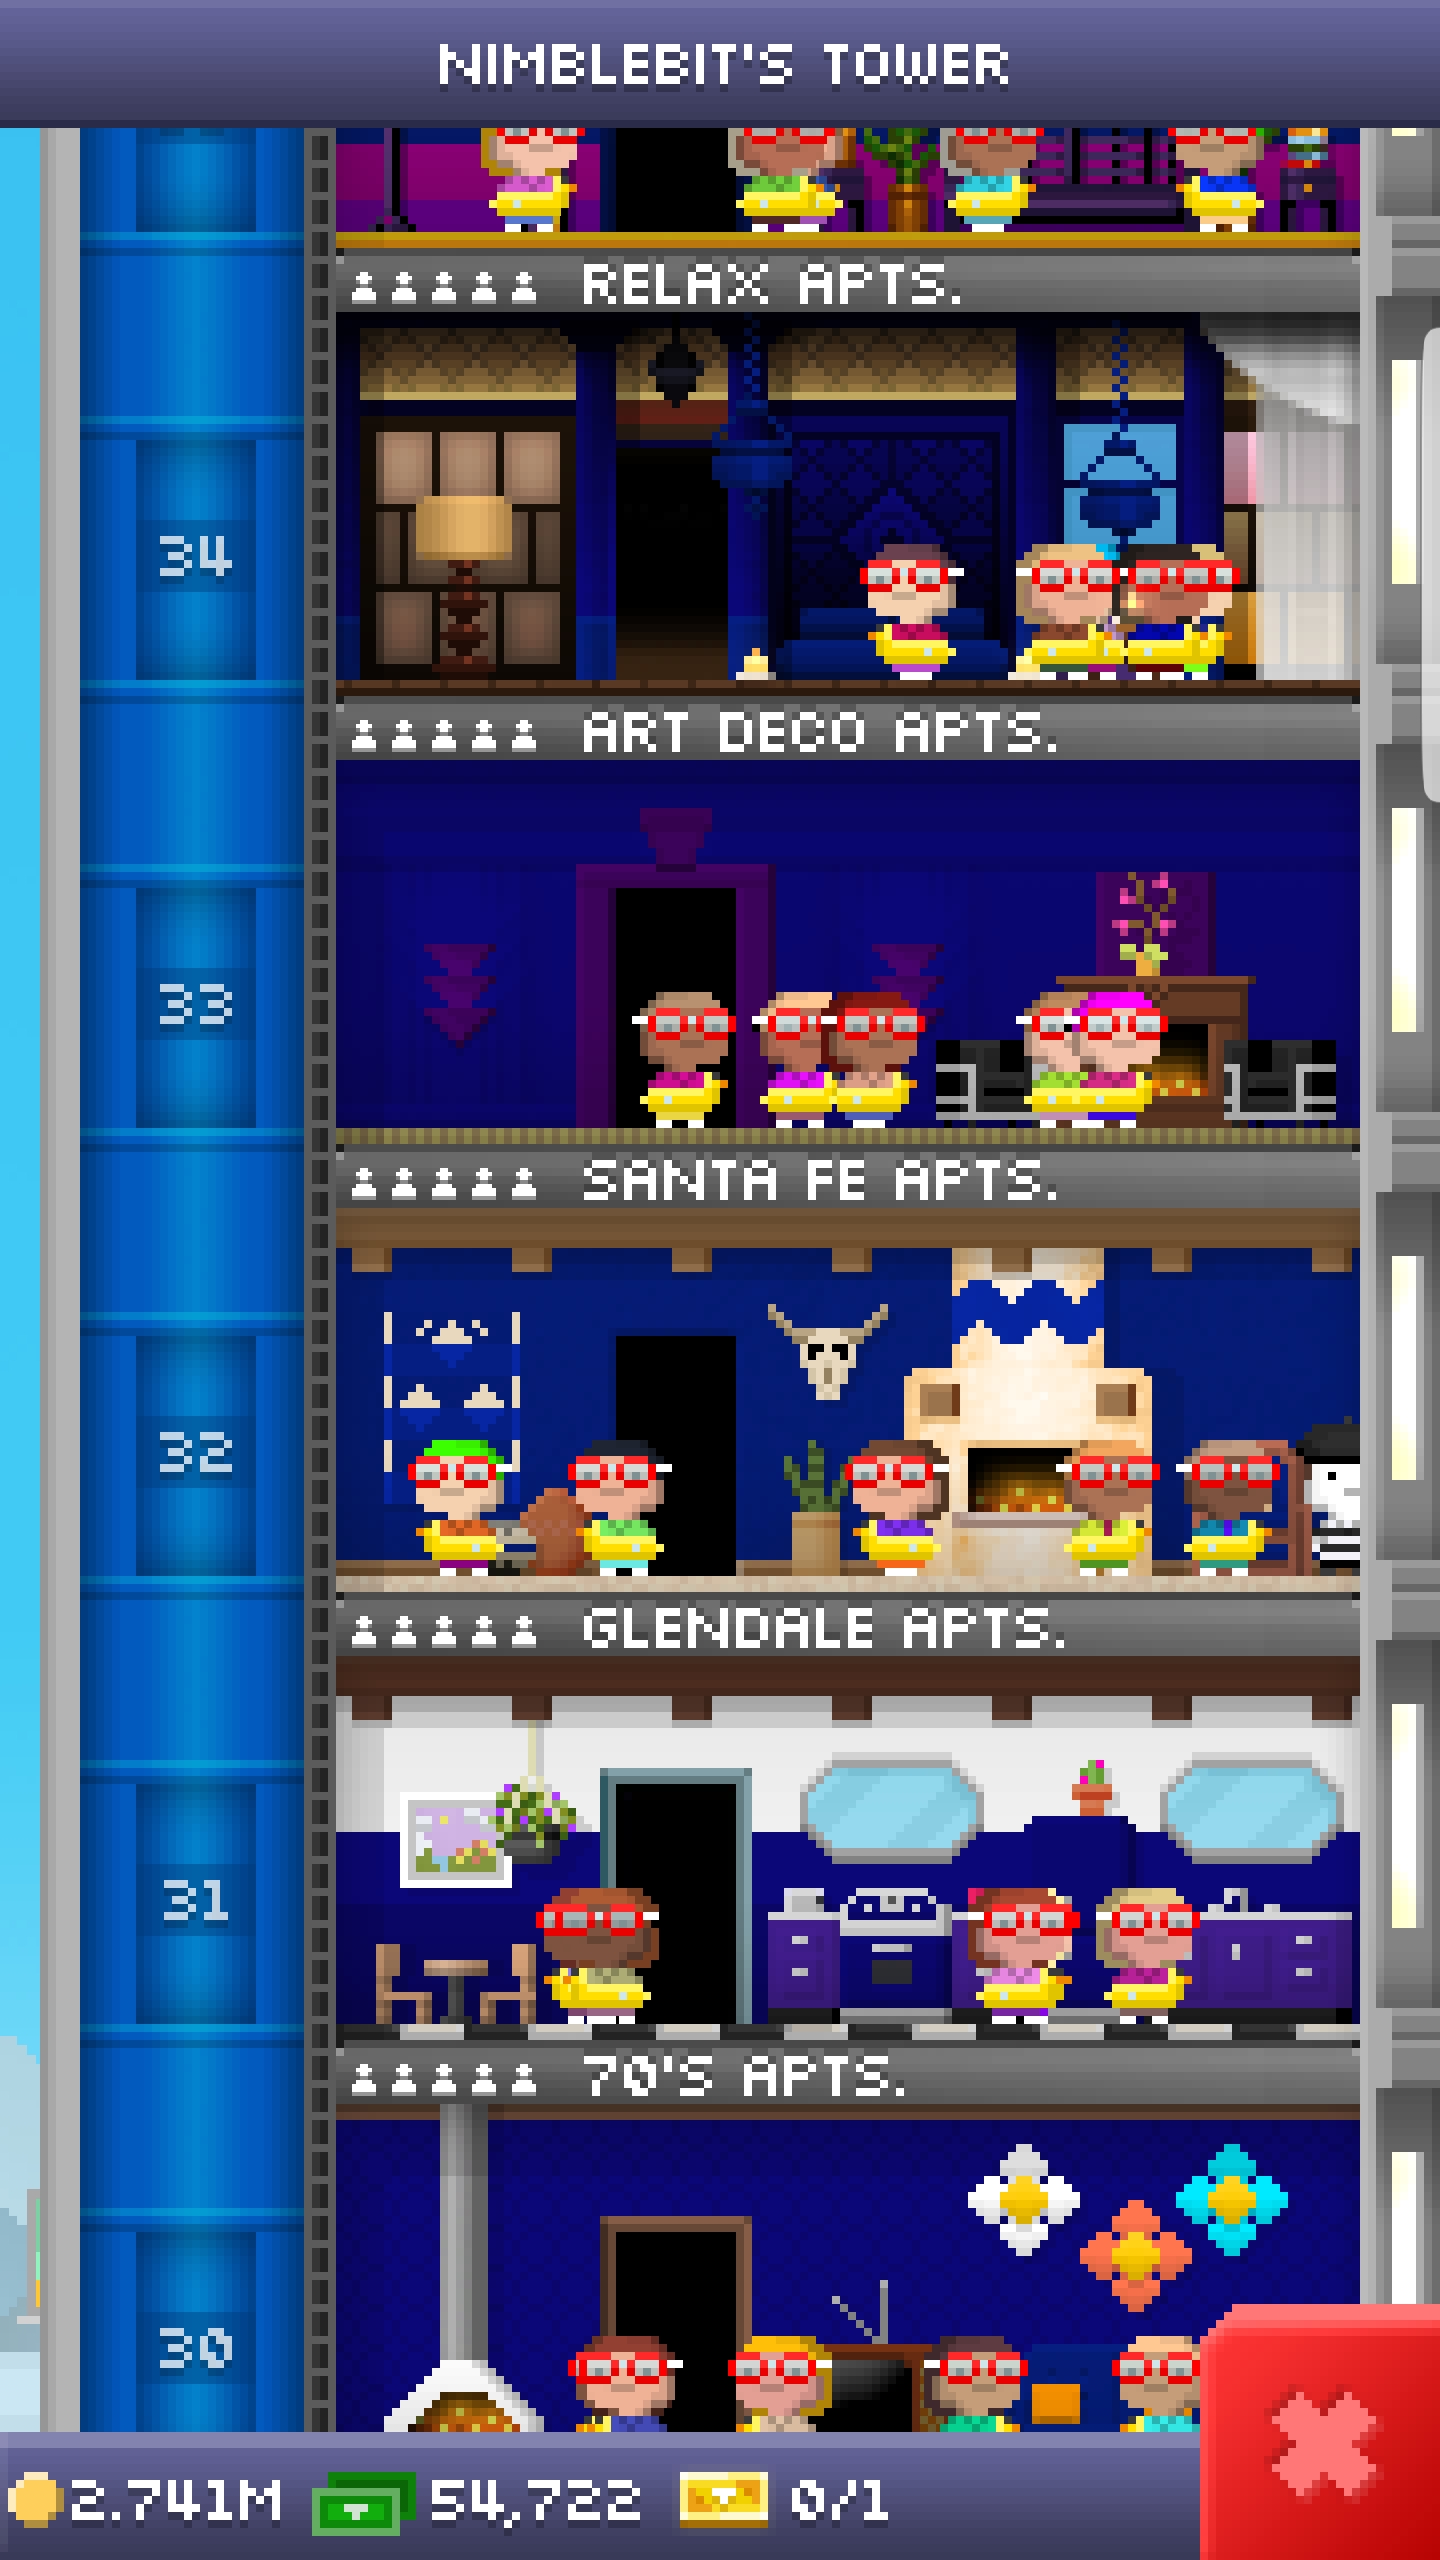 NIMBLEBIT'S TOWER
RELAX APTS.
34
ART DECO APTS.
33
SANTA FE APTS.
32
GLENDALE APTS.
31
70'S APTS.
30
2.741M 54,722 0/1